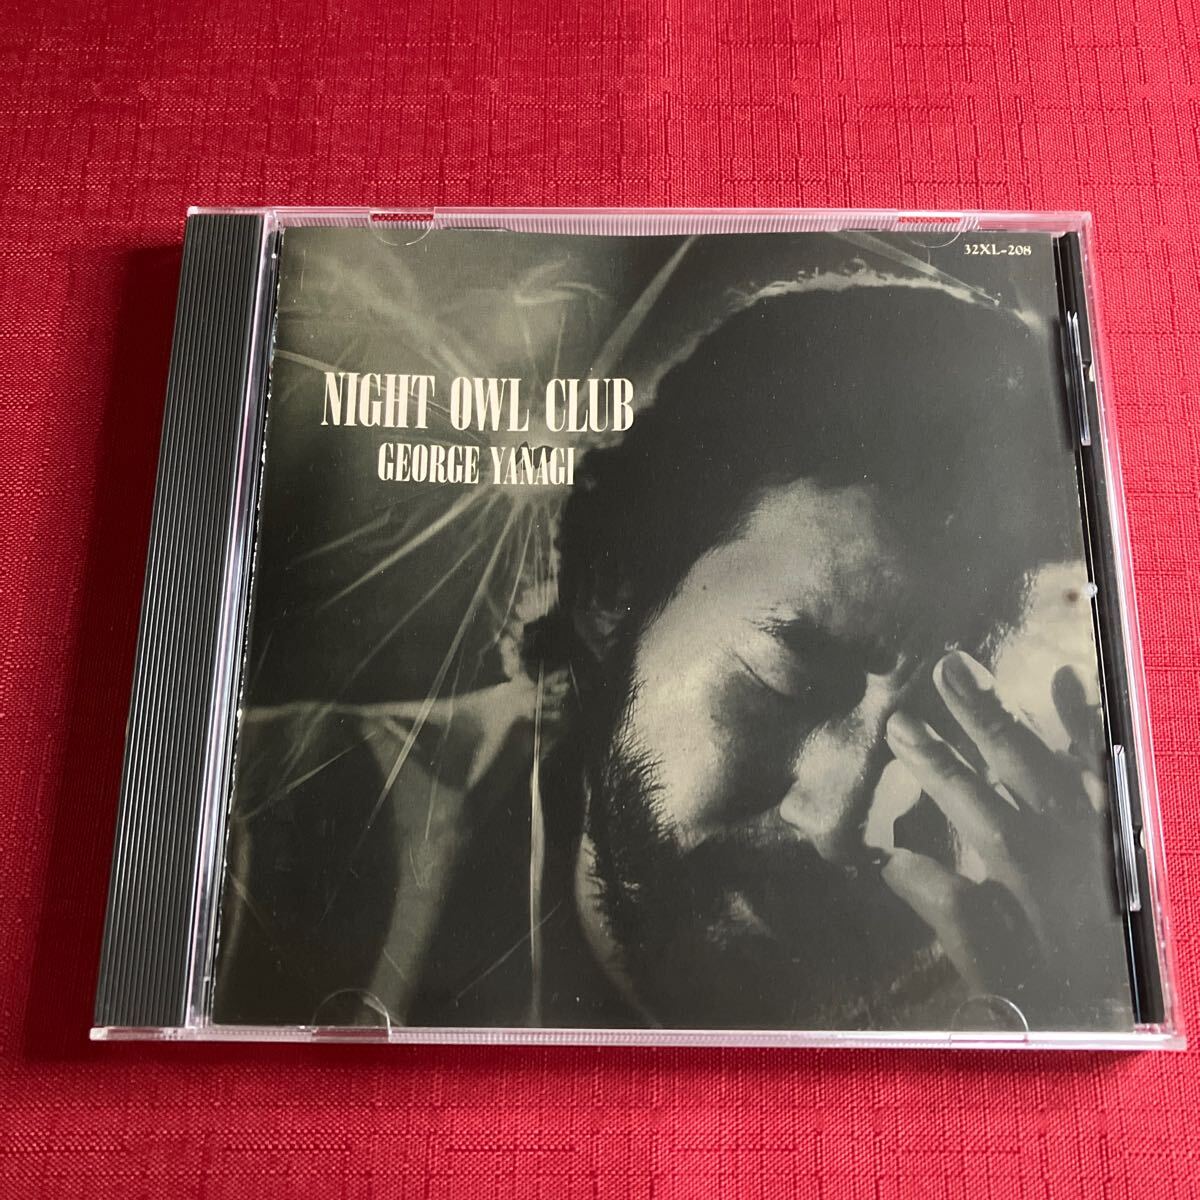 32XL-208
NIGHT OWL CLUB
GEORGE YANAGI